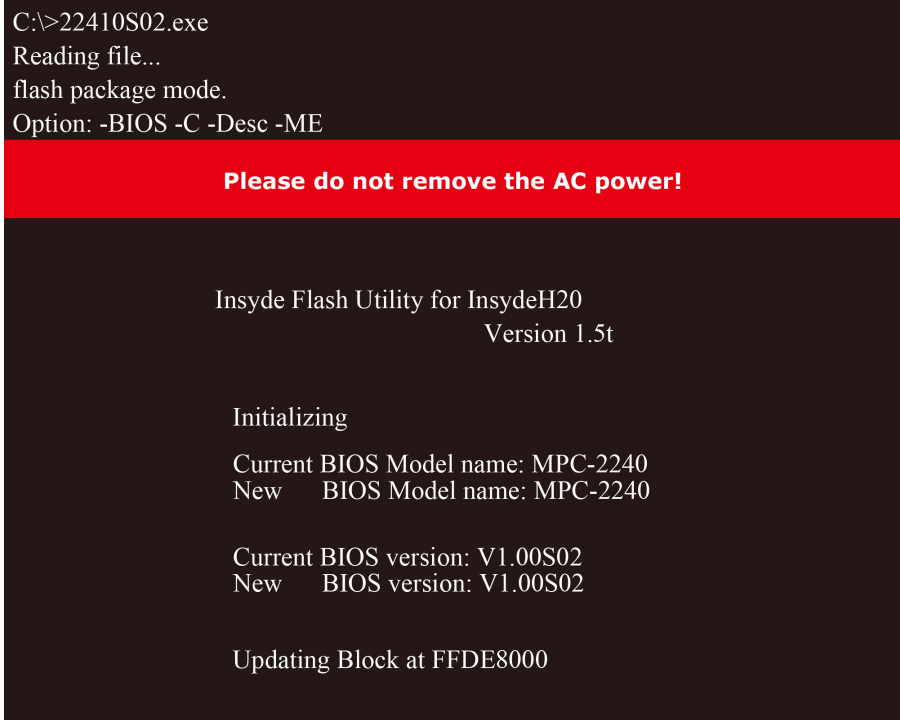 C:\>22410S02.exe
Reading file...
flash package mode.
Option: -BIOS -C -Desc -ME
Please do not remove the AC power!
Insyde Flash Utility for InsydeH20
Version 1.5t
Initializing
Current BIOS Model name: MPC-2240
New BIOS Model name: MPC-2240
Current BIOS version: V1.00S02
New BIOS version: V1.00S02
Updating Block at FFDE8000